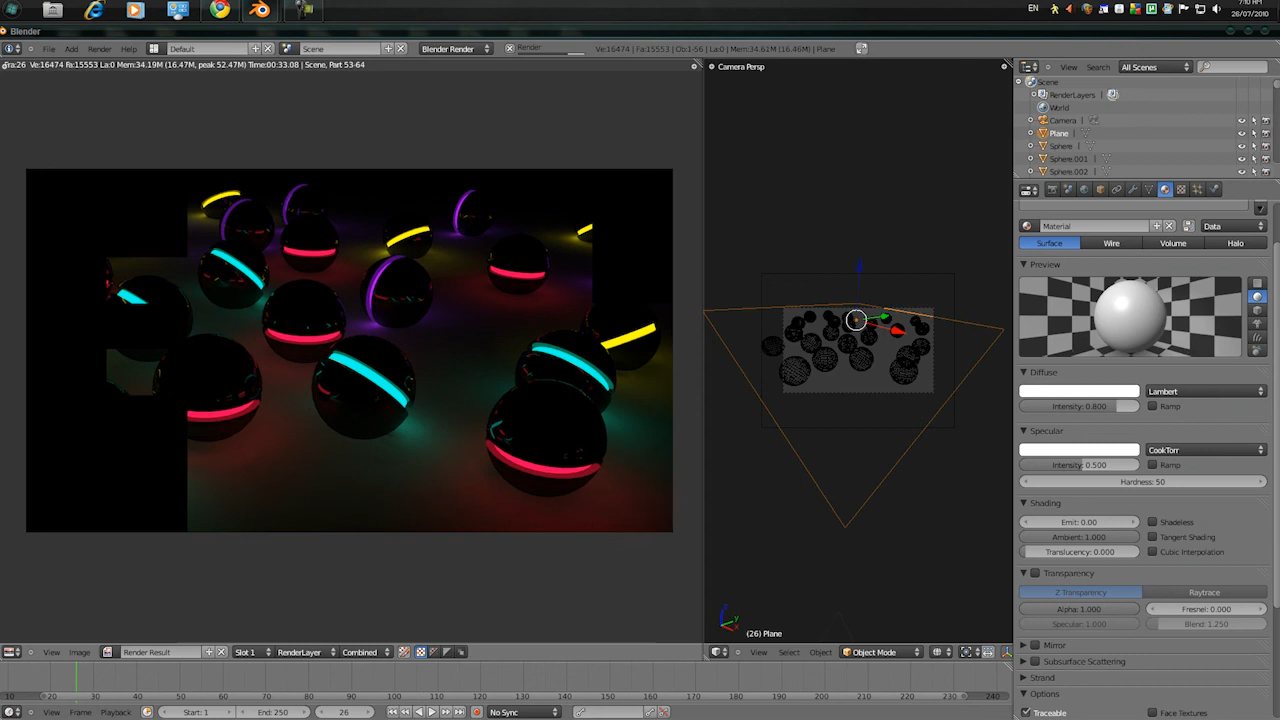 EN
7:10 AM
26/07/2010
Blender
File Add Render Help Default Scene Blender Render Render Ve:16474 | Fa:15553 | Ob:1-56 | La:0 | Mem:34.61M (16.46M) | Plane
Fra:26 Ve:16474 Fa:15553 La:0 Mem:34.19M (16.47M, peak 52.47M) Time:00:33.08 | Scene, Part 53-64
Camera Persp
View Search All Scenes
Scene
RenderLayers
World
Camera
Plane
Sphere
Sphere.001
Sphere.002
Material Data
Surface Wire Volume Halo
Preview
Diffuse
Lambert
Intensity: 0.800 Ramp
Specular
CookTorr
Intensity: 0.500 Ramp
Hardness: 50
Shading
Emit: 0.00 Shadeless
Ambient: 1.000 Tangent Shading
Translucency: 0.000 Cubic Interpolation
Transparency
Z Transparency Raytrace
Alpha: 1.000 Fresnel: 0.000
Specular: 1.000 Blend: 1.250
Mirror
Subsurface Scattering
Strand
Options
Traceable Face Textures
(26) Plane
View Image Render Result Slot 1 RenderLayer Combined
View Select Object Object Mode
10 20 30 40 50 60 70 80 90 100 110 120 130 140 150 160 170 180 190 200 210 220 230 240
View Frame Playback Start: 1 End: 250 26 No Sync